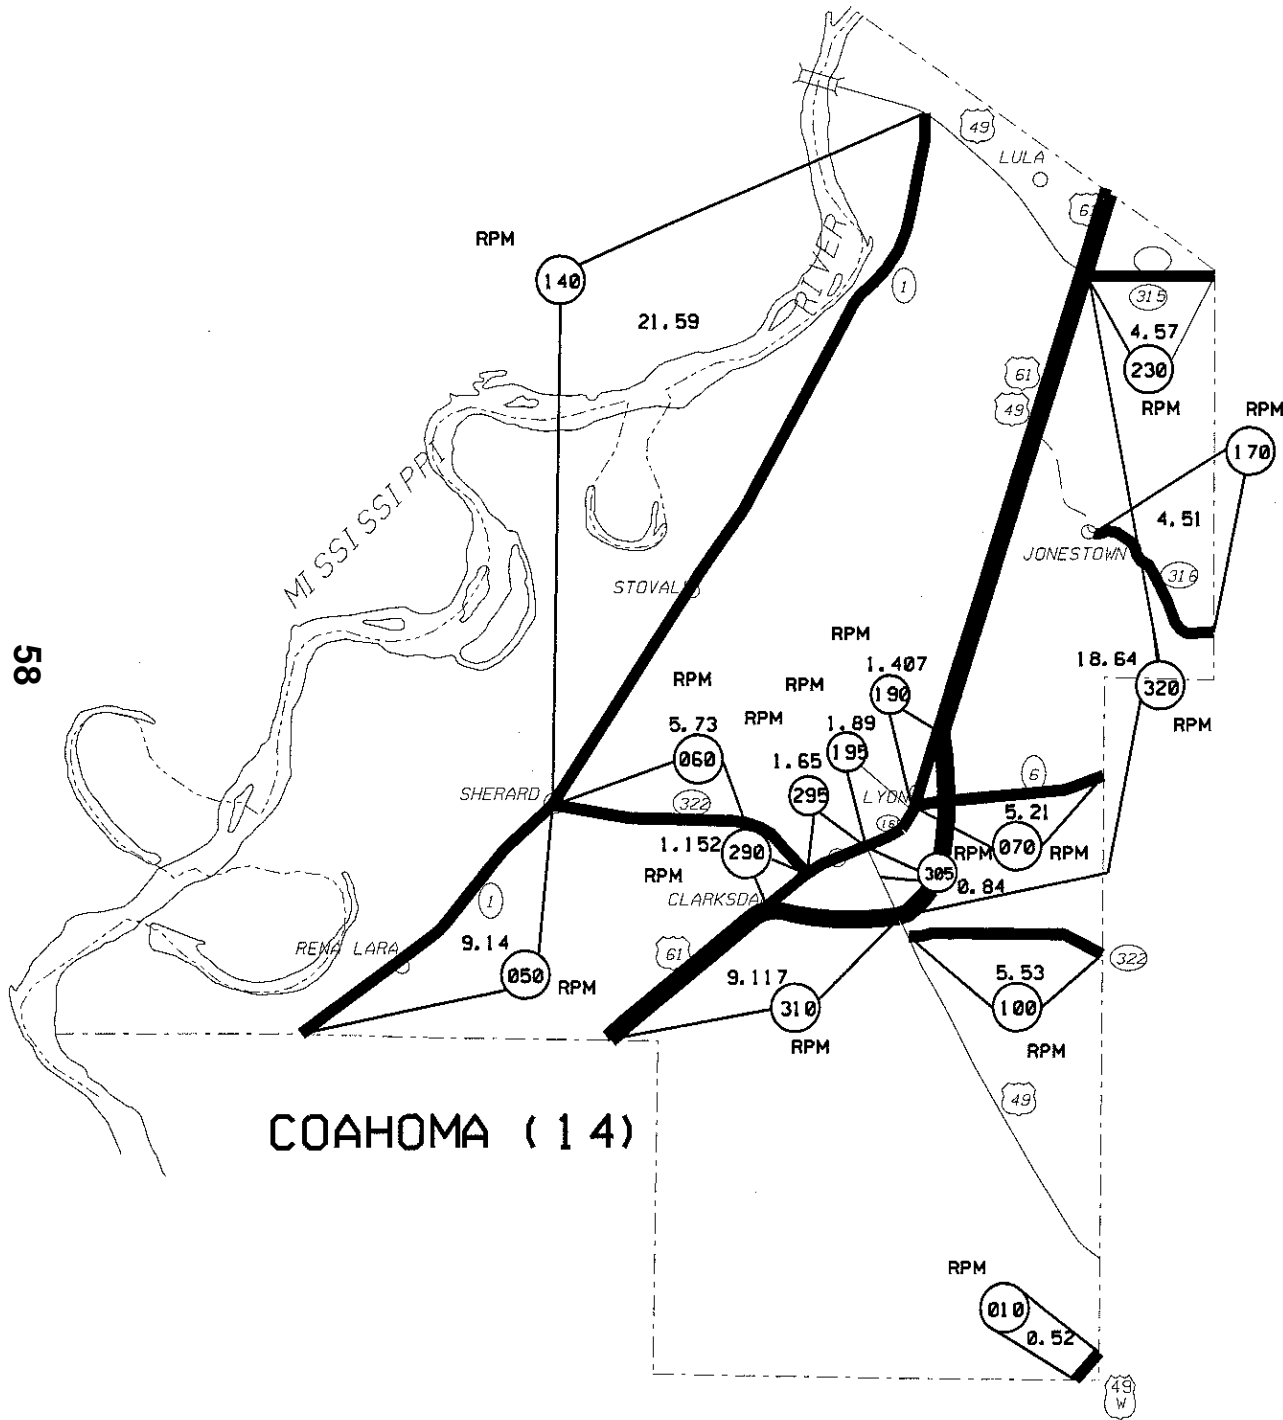 49
LULA
61
RPM
140
RIVER
1
315
21.59
4.57
61
230
49
RPM
RPM
170
MISSISSIPPI
4.51
JONESTOWN
316
STOVALL
58
RPM
1.407
18.64
RPM
RPM
190
320
5.73
RPM
1.89
RPM
060
1.65
195
6
SHERARD
322
295
LYON
5.21
1.152
290
RPM
070
RPM
RPM
305
0.84
CLARKSDA
1
RENA LARA
9.14
61
322
050
RPM
9.117
5.53
310
100
RPM
RPM
49
COAHOMA (14)
RPM
010
0.52
49
W